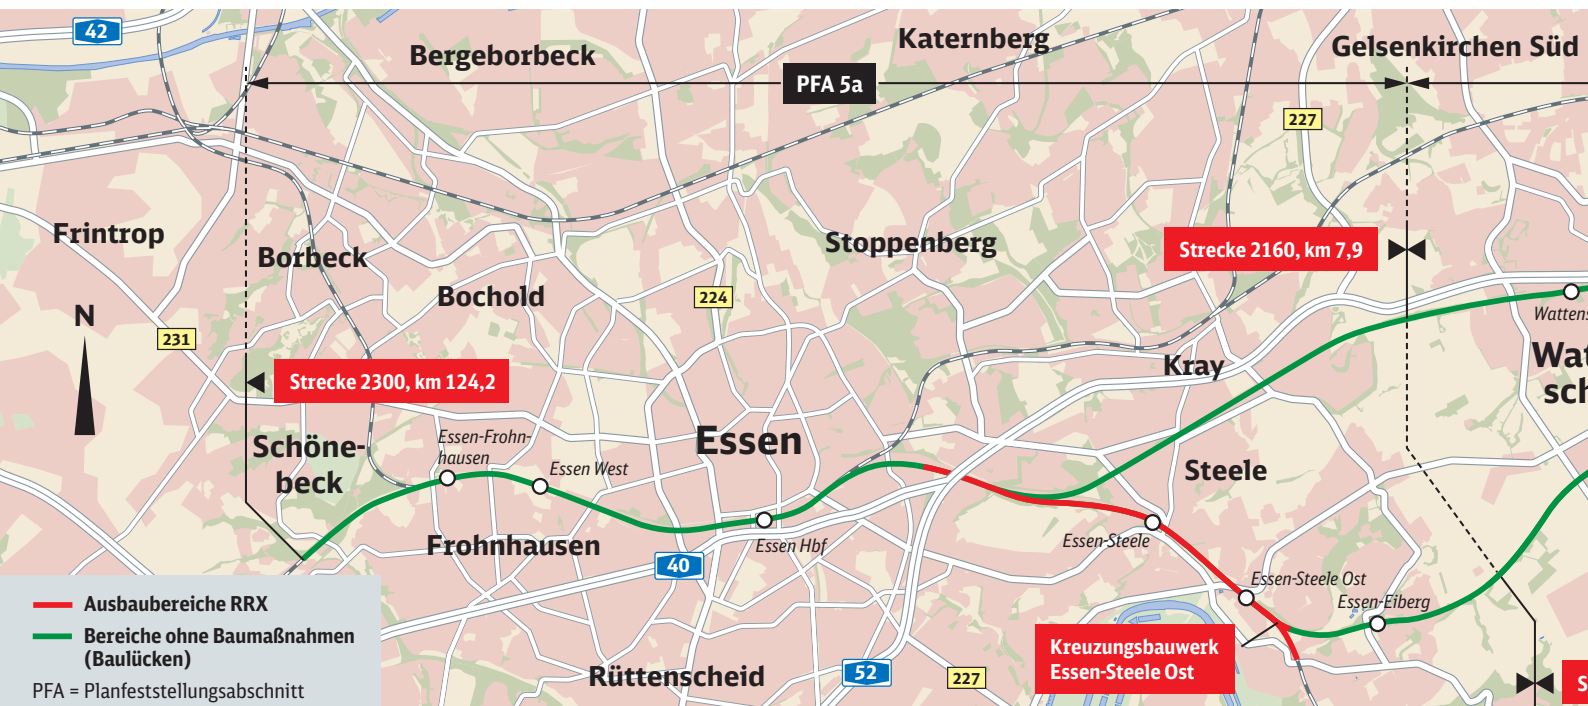 42
Bergeborbeck
Katernberg
Gelsenkirchen Süd
PFA 5a
227
Frintrop
Borbeck
Stoppenberg
Strecke 2160, km 7,9
Bochold
224
N
231
Wattens
Kray
Wat
sch
Strecke 2300, km 124,2
Schöne-
beck
Essen-Frohn-
hausen
Essen West
Essen
Steele
Frohnhausen
Essen Hbf
Essen-Steele
40
Essen-Steele Ost
Essen-Eiberg
Ausbaubereiche RRX
Bereiche ohne Baumaßnahmen
(Baulücken)
PFA = Planfeststellungsabschnitt
Rüttenscheid
52
227
Kreuzungsbauwerk
Essen-Steele Ost
S